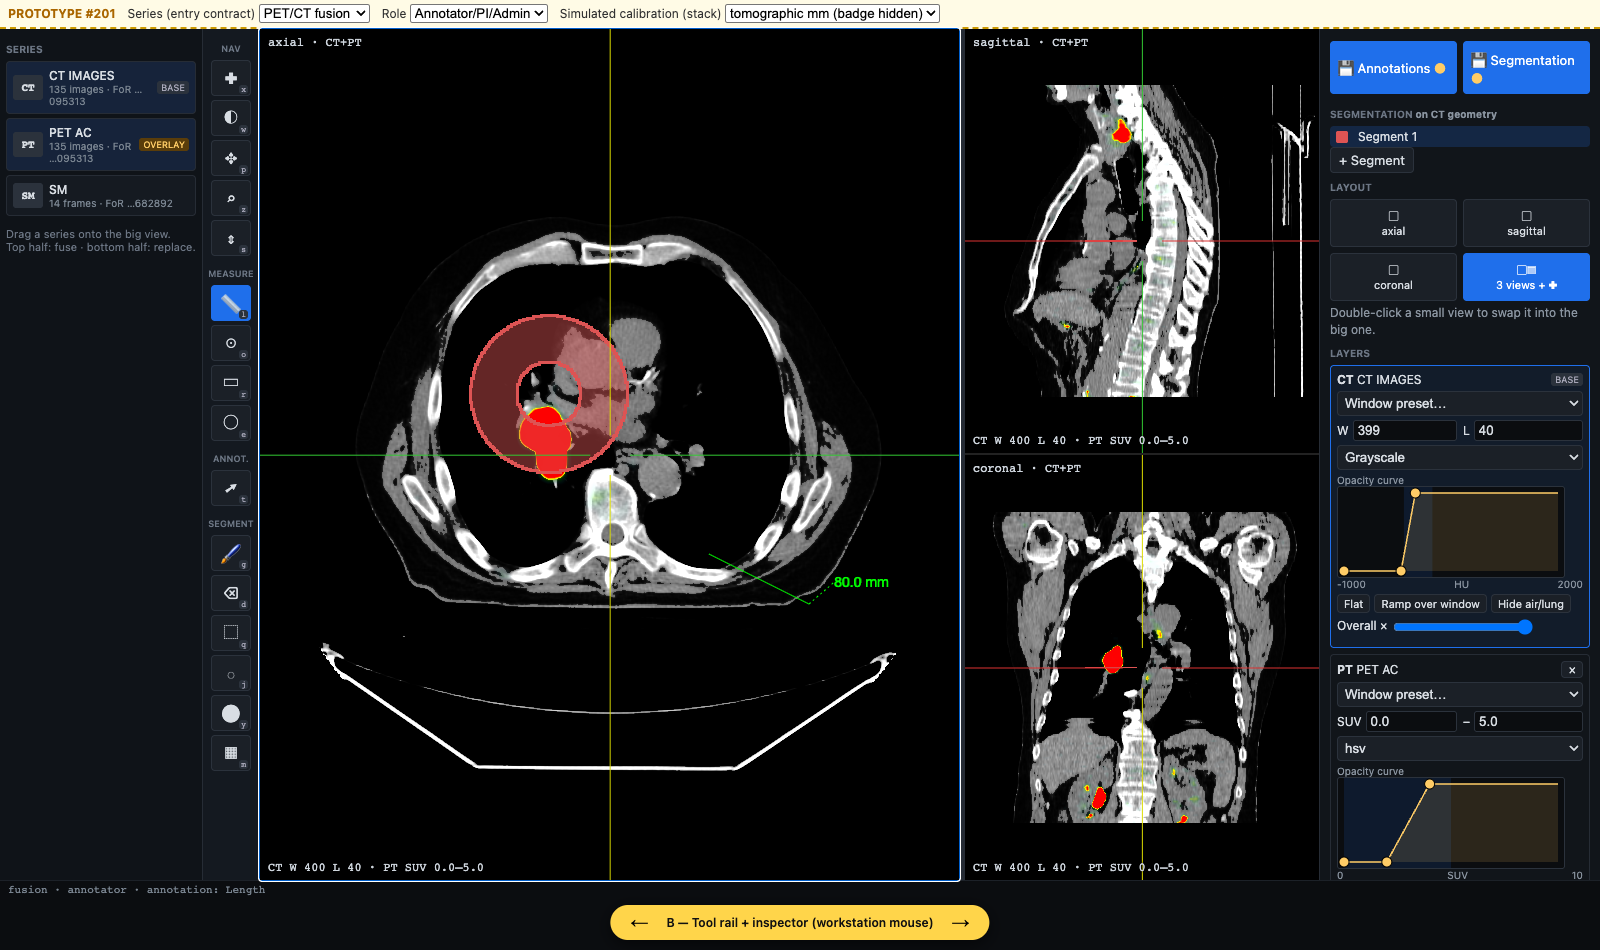 PROTOTYPE #201 Series (entry contract) PET/CT fusion Role Annotator/PI/Admin Simulated calibration (stack) tomographic mm (badge hidden)
SERIES
CT CT IMAGES
135 images · FoR ...
095313
BASE
PT PET AC
135 images · FoR
...095313
OVERLAY
SM SM
14 frames · FoR ...682892
Drag a series onto the big view.
Top half: fuse · bottom half: replace.
NAV
x
w
p
z
s
MEASURE
l
o
r
e
ANNOT.
t
SEGMENT
g
d
q
j
y
m
axial · CT+PT
80.0 mm
CT W 400 L 40 · PT SUV 0.0–5.0
sagittal · CT+PT
CT W 400 L 40 · PT SUV 0.0–5.0
coronal · CT+PT
CT W 400 L 40 · PT SUV 0.0–5.0
Annotations
Segmentation
SEGMENTATION on CT geometry
Segment 1
+ Segment
LAYOUT
axial
sagittal
coronal
3 views +
Double-click a small view to swap it into the
big one.
LAYERS
CT CT IMAGES BASE
Window preset...
W 399 L 40
Grayscale
Opacity curve
-1000 HU 2000
Flat Ramp over window Hide air/lung
Overall ×
PT PET AC x
Window preset...
SUV 0.0 – 5.0
hsv
Opacity curve
0 SUV 10
fusion · annotator · annotation: Length
← B — Tool rail + inspector (workstation mouse) →